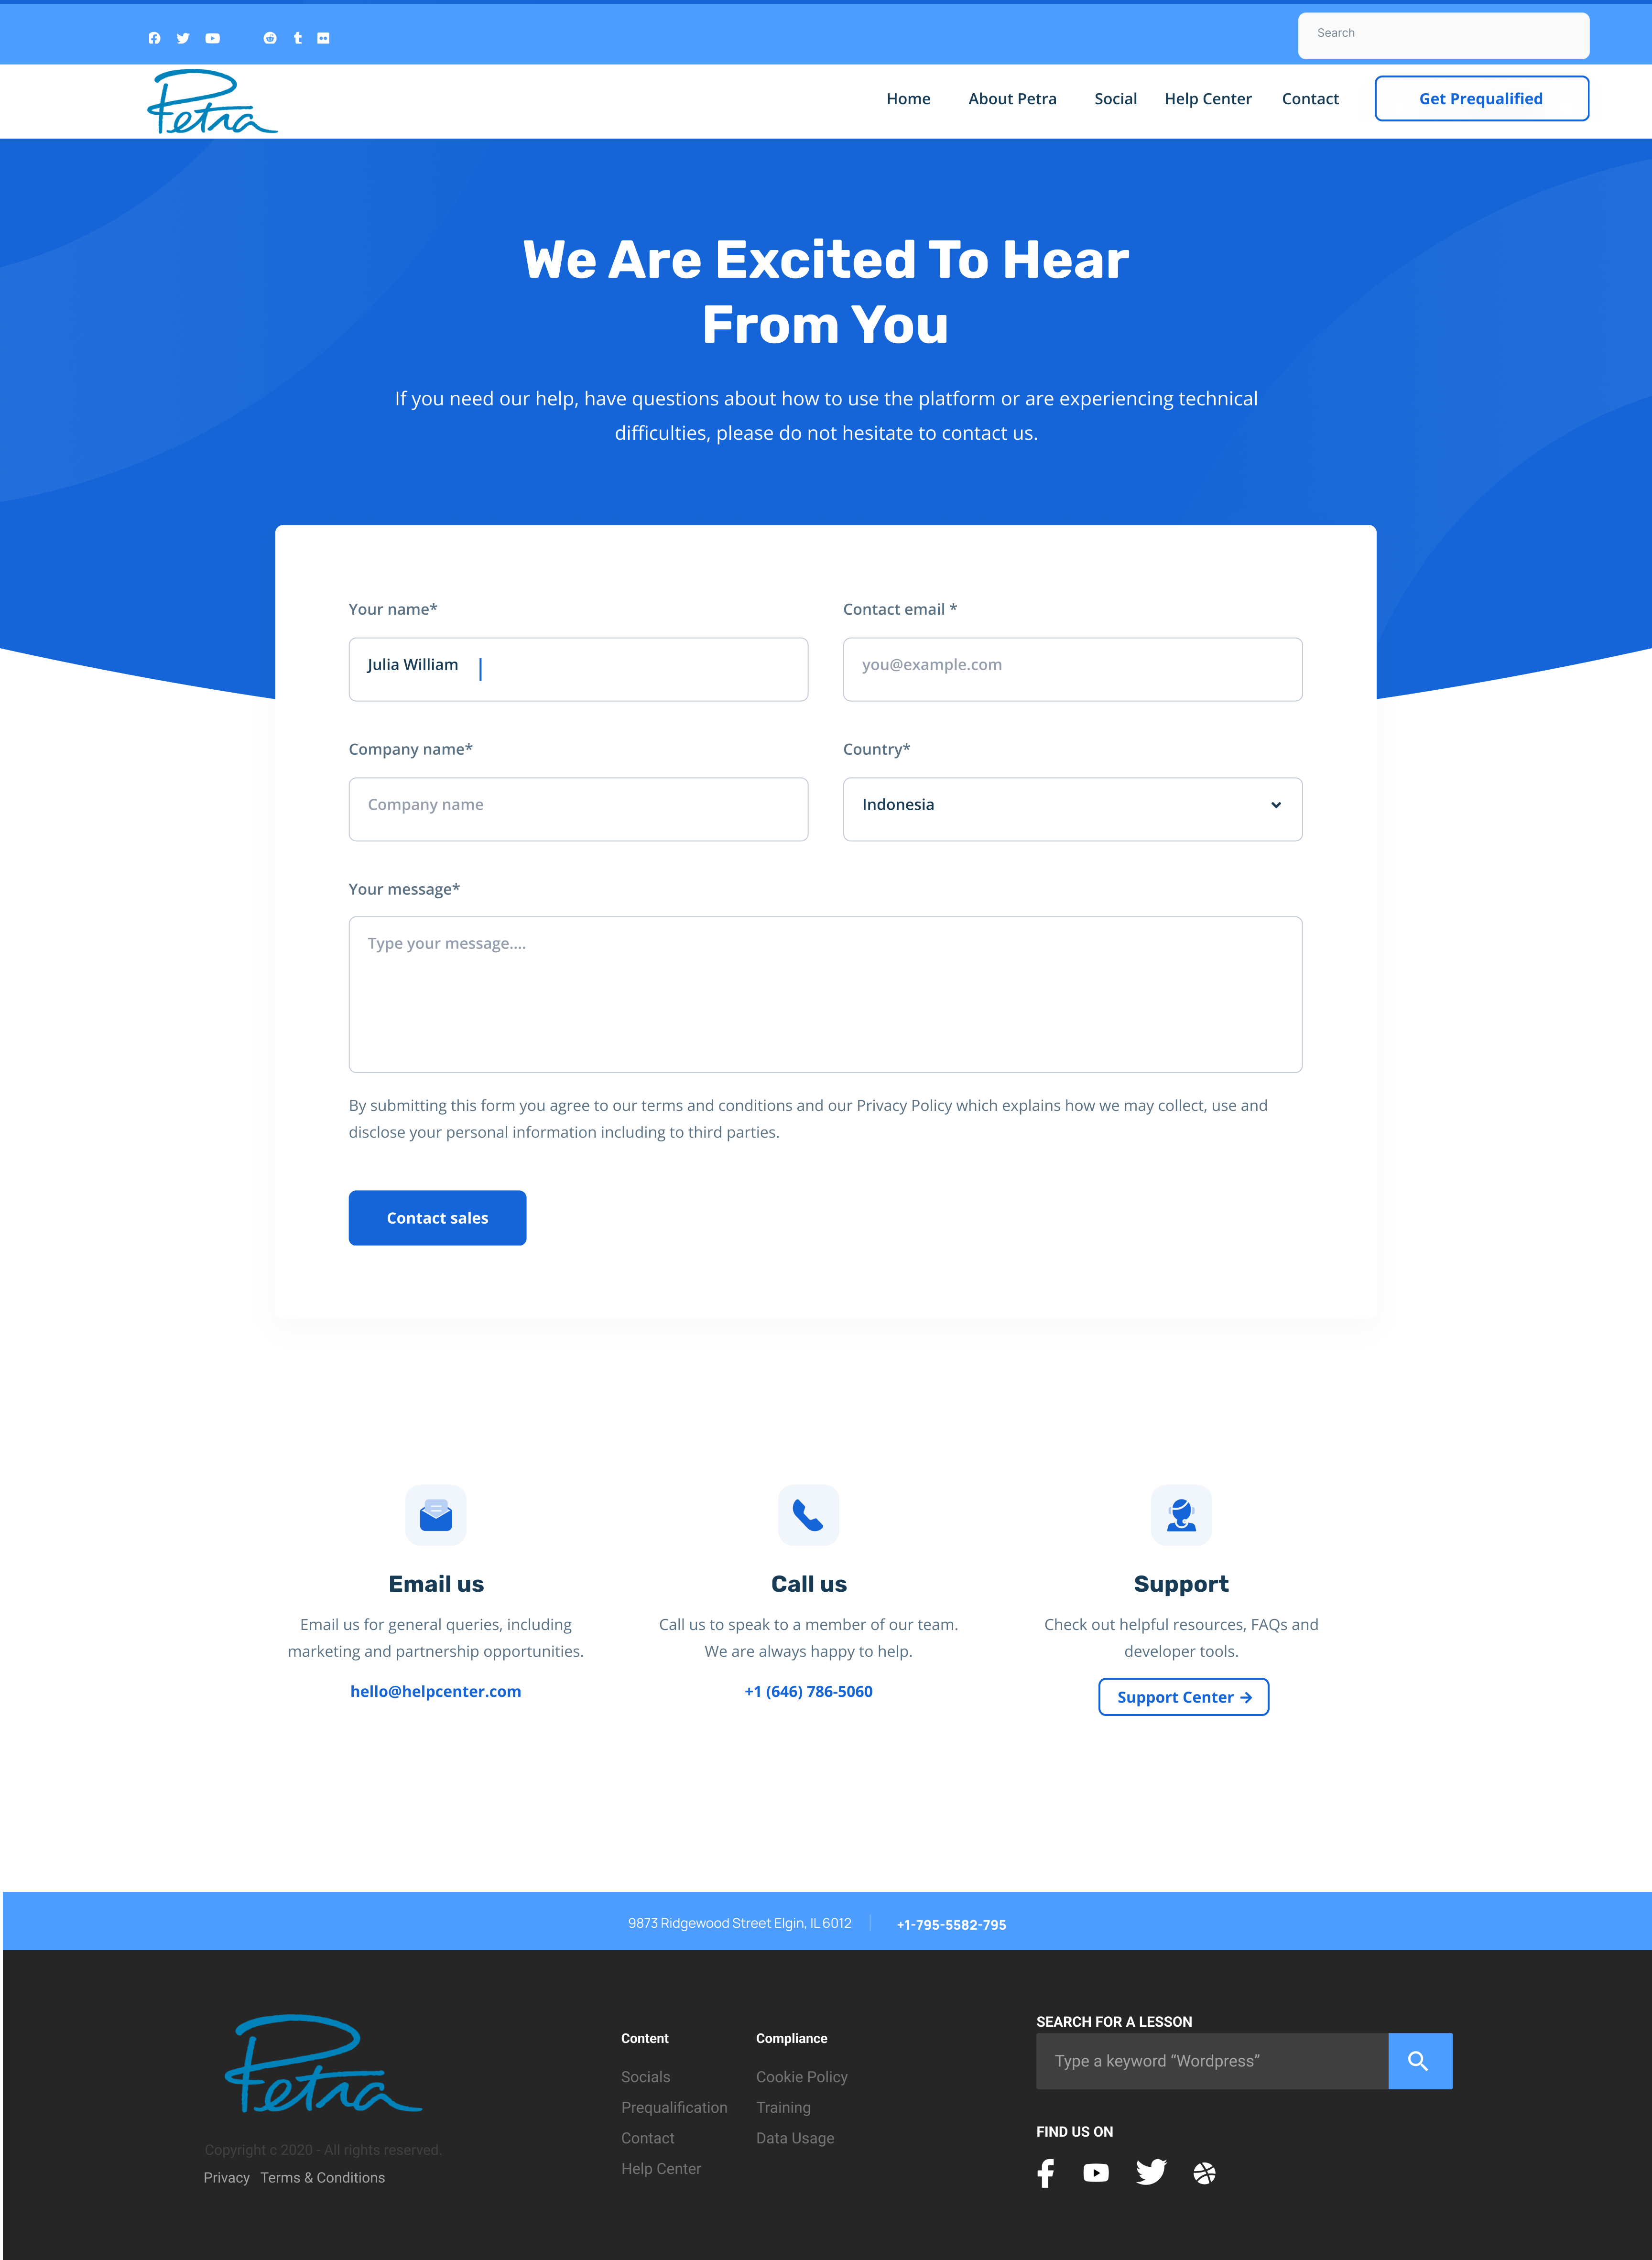 Search
Petra
Home About Petra Social Help Center Contact Get Prequalified
We Are Excited To Hear
From You
If you need our help, have questions about how to use the platform or are experiencing technical
difficulties, please do not hesitate to contact us.
Your name* Contact email *
Julia William you@example.com
Company name* Country*
Company name Indonesia
Your message*
Type your message....
By submitting this form you agree to our terms and conditions and our Privacy Policy which explains how we may collect, use and
disclose your personal information including to third parties.
Contact sales
Email us
Email us for general queries, including
marketing and partnership opportunities.
hello@helpcenter.com
Call us
Call us to speak to a member of our team.
We are always happy to help.
+1 (646) 786-5060
Support
Check out helpful resources, FAQs and
developer tools.
Support Center →
9873 Ridgewood Street Elgin, IL 6012 +1-795-5582-795
Petra
Copyright c 2020 - All rights reserved.
Privacy Terms & Conditions
Content
Socials
Prequalification
Contact
Help Center
Compliance
Cookie Policy
Training
Data Usage
SEARCH FOR A LESSON
Type a keyword “Wordpress”
FIND US ON